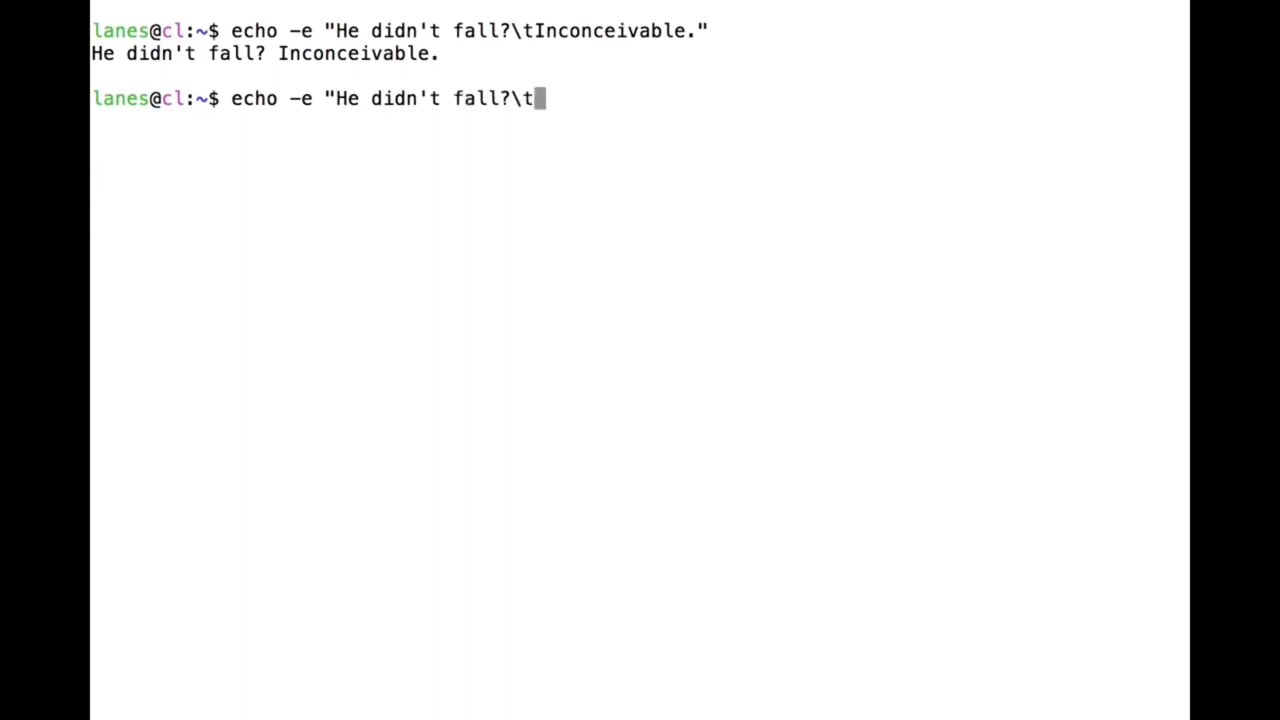 lanes@cl:~$ echo -e "He didn't fall?\tInconceivable."
He didn't fall? Inconceivable.
lanes@cl:~$ echo -e "He didn't fall?\t